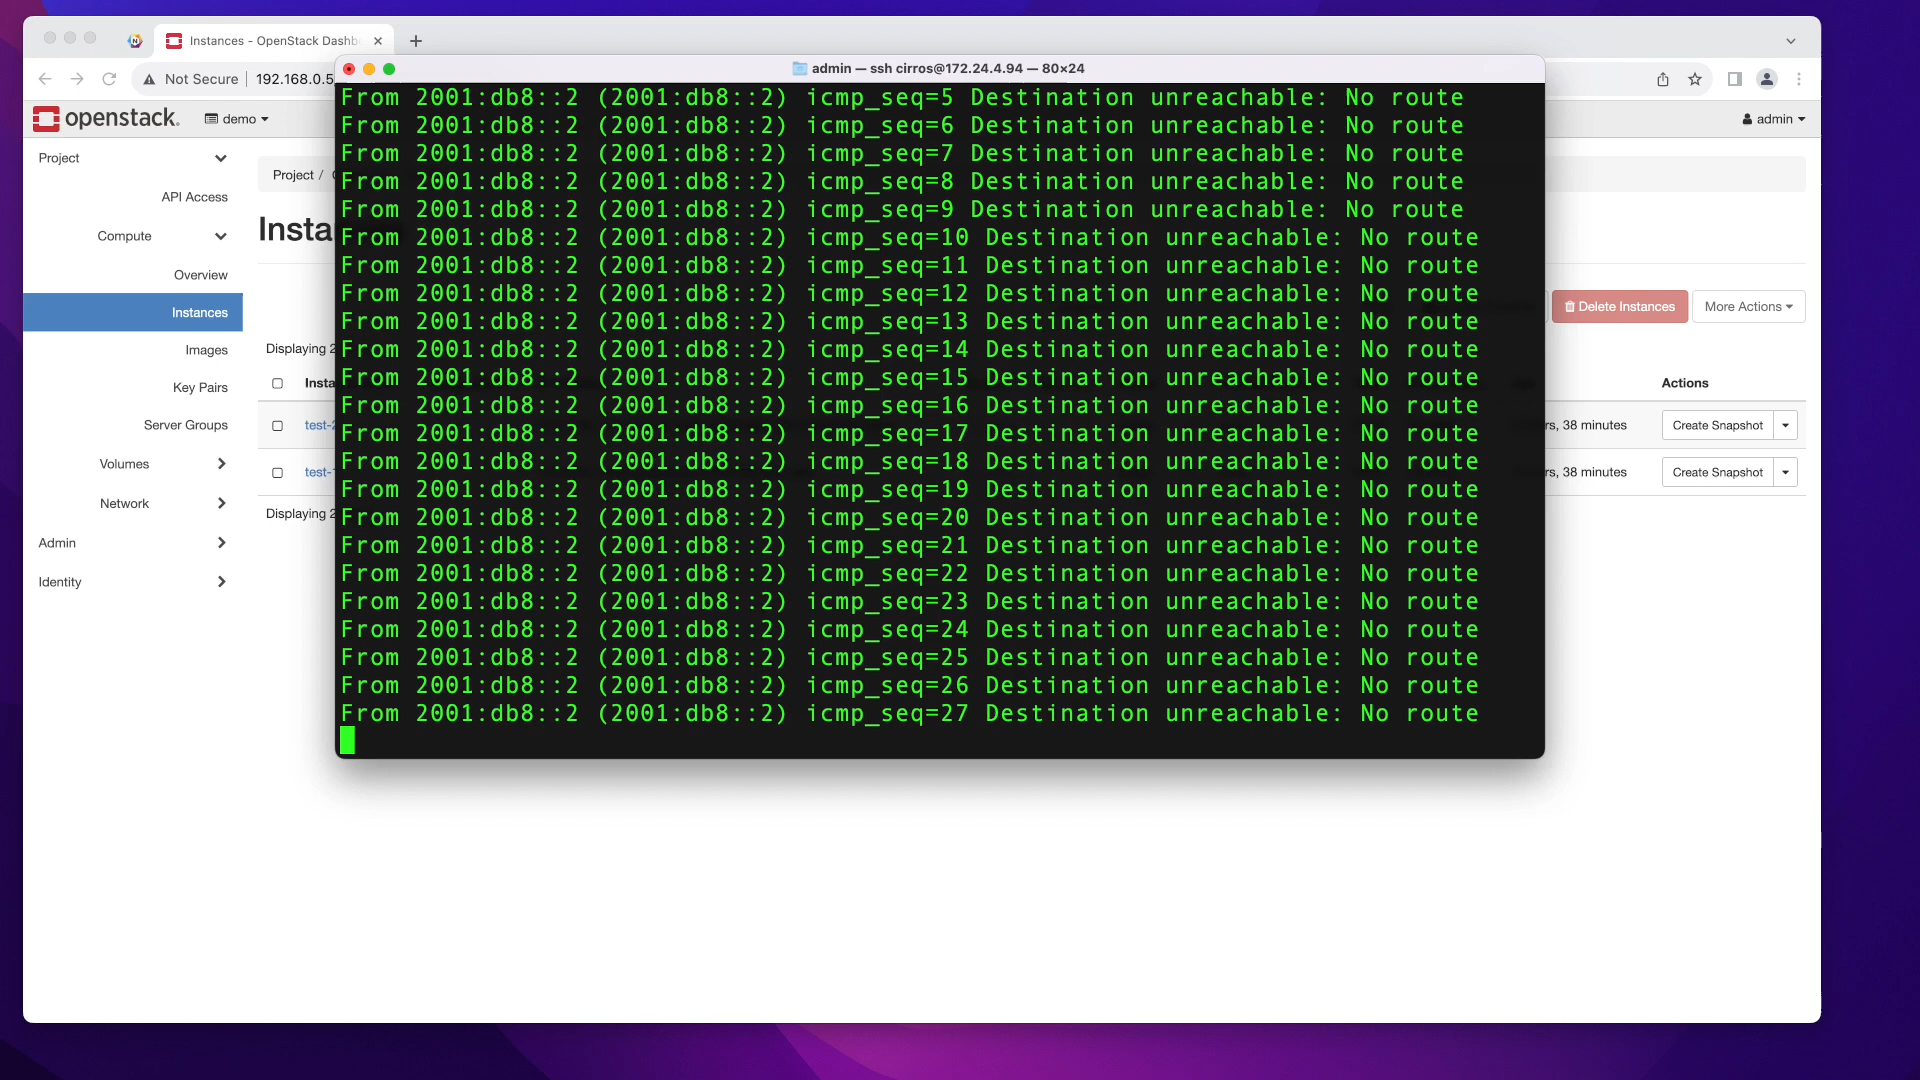 Instances - OpenStack Dashb
Not Secure
192.168.0.5
admin — ssh cirros@172.24.4.94 — 80×24
openstack.
demo
admin
Project
API Access
Compute
Overview
Instances
Images
Key Pairs
Server Groups
Volumes
Network
Admin
Identity
Project /
Insta
Delete Instances
More Actions
Displaying 2
Insta
Actions
test-2
rs, 38 minutes
Create Snapshot
test-1
rs, 38 minutes
Create Snapshot
Displaying 2
From 2001:db8::2 (2001:db8::2) icmp_seq=5 Destination unreachable: No route
From 2001:db8::2 (2001:db8::2) icmp_seq=6 Destination unreachable: No route
From 2001:db8::2 (2001:db8::2) icmp_seq=7 Destination unreachable: No route
From 2001:db8::2 (2001:db8::2) icmp_seq=8 Destination unreachable: No route
From 2001:db8::2 (2001:db8::2) icmp_seq=9 Destination unreachable: No route
From 2001:db8::2 (2001:db8::2) icmp_seq=10 Destination unreachable: No route
From 2001:db8::2 (2001:db8::2) icmp_seq=11 Destination unreachable: No route
From 2001:db8::2 (2001:db8::2) icmp_seq=12 Destination unreachable: No route
From 2001:db8::2 (2001:db8::2) icmp_seq=13 Destination unreachable: No route
From 2001:db8::2 (2001:db8::2) icmp_seq=14 Destination unreachable: No route
From 2001:db8::2 (2001:db8::2) icmp_seq=15 Destination unreachable: No route
From 2001:db8::2 (2001:db8::2) icmp_seq=16 Destination unreachable: No route
From 2001:db8::2 (2001:db8::2) icmp_seq=17 Destination unreachable: No route
From 2001:db8::2 (2001:db8::2) icmp_seq=18 Destination unreachable: No route
From 2001:db8::2 (2001:db8::2) icmp_seq=19 Destination unreachable: No route
From 2001:db8::2 (2001:db8::2) icmp_seq=20 Destination unreachable: No route
From 2001:db8::2 (2001:db8::2) icmp_seq=21 Destination unreachable: No route
From 2001:db8::2 (2001:db8::2) icmp_seq=22 Destination unreachable: No route
From 2001:db8::2 (2001:db8::2) icmp_seq=23 Destination unreachable: No route
From 2001:db8::2 (2001:db8::2) icmp_seq=24 Destination unreachable: No route
From 2001:db8::2 (2001:db8::2) icmp_seq=25 Destination unreachable: No route
From 2001:db8::2 (2001:db8::2) icmp_seq=26 Destination unreachable: No route
From 2001:db8::2 (2001:db8::2) icmp_seq=27 Destination unreachable: No route